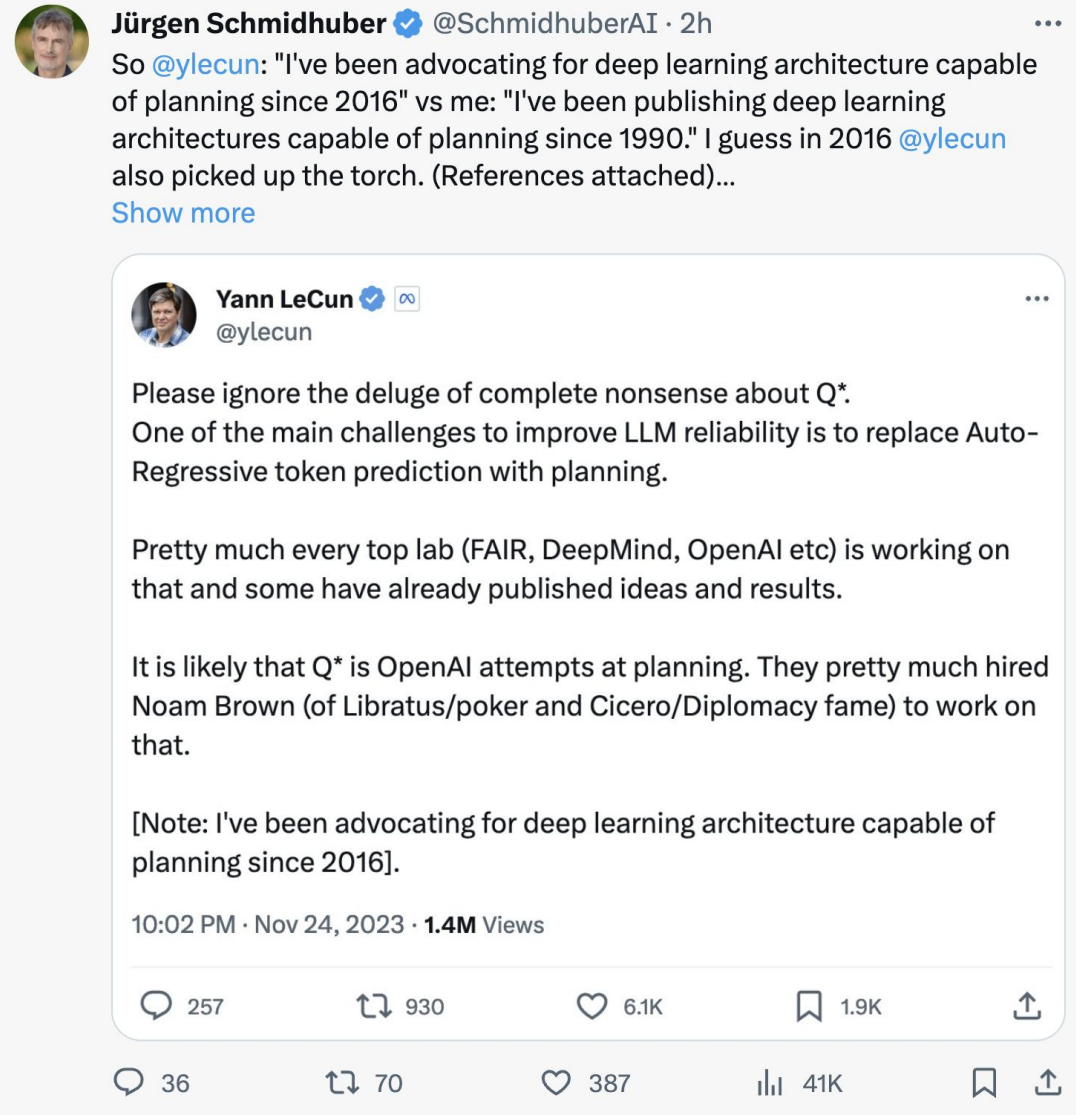 Jürgen Schmidhuber @SchmidhuberAI · 2h
So @ylecun: "I've been advocating for deep learning architecture capable
of planning since 2016" vs me: "I've been publishing deep learning
architectures capable of planning since 1990." I guess in 2016 @ylecun
also picked up the torch. (References attached)...
Show more
Yann LeCun
@ylecun
Please ignore the deluge of complete nonsense about Q*.
One of the main challenges to improve LLM reliability is to replace Auto-
Regressive token prediction with planning.
Pretty much every top lab (FAIR, DeepMind, OpenAI etc) is working on
that and some have already published ideas and results.
It is likely that Q* is OpenAI attempts at planning. They pretty much hired
Noam Brown (of Libratus/poker and Cicero/Diplomacy fame) to work on
that.
[Note: I've been advocating for deep learning architecture capable of
planning since 2016].
10:02 PM · Nov 24, 2023 · 1.4M Views
257 930 6.1K 1.9K
36 70 387 41K